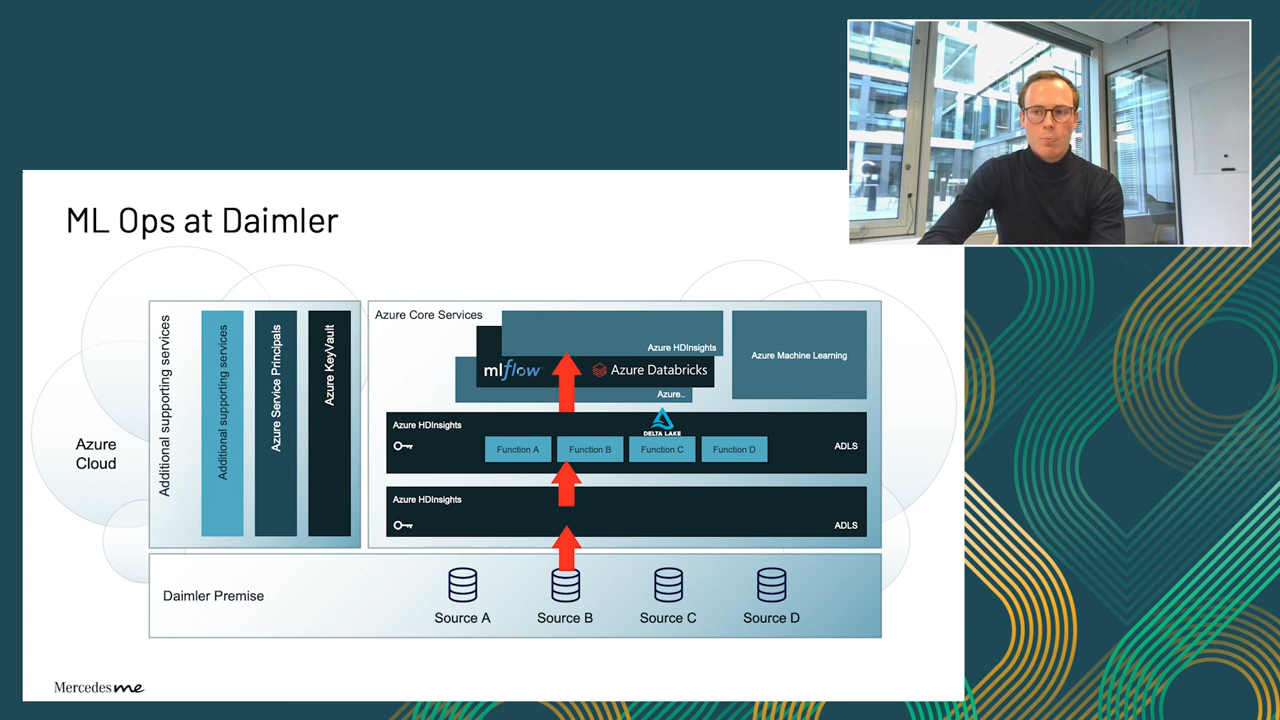 ML Ops at Daimler
Azure
Cloud
Additional supporting services
Additional supporting services
Azure Service Principals
Azure KeyVault
Azure Core Services
Azure HDInsights
mlflow
Azure Databricks
Azure..
Azure Machine Learning
DELTA LAKE
Azure HDInsights
Function A
Function B
Function C
Function D
ADLS
Azure HDInsights
ADLS
Daimler Premise
Source A
Source B
Source C
Source D
Mercedes me